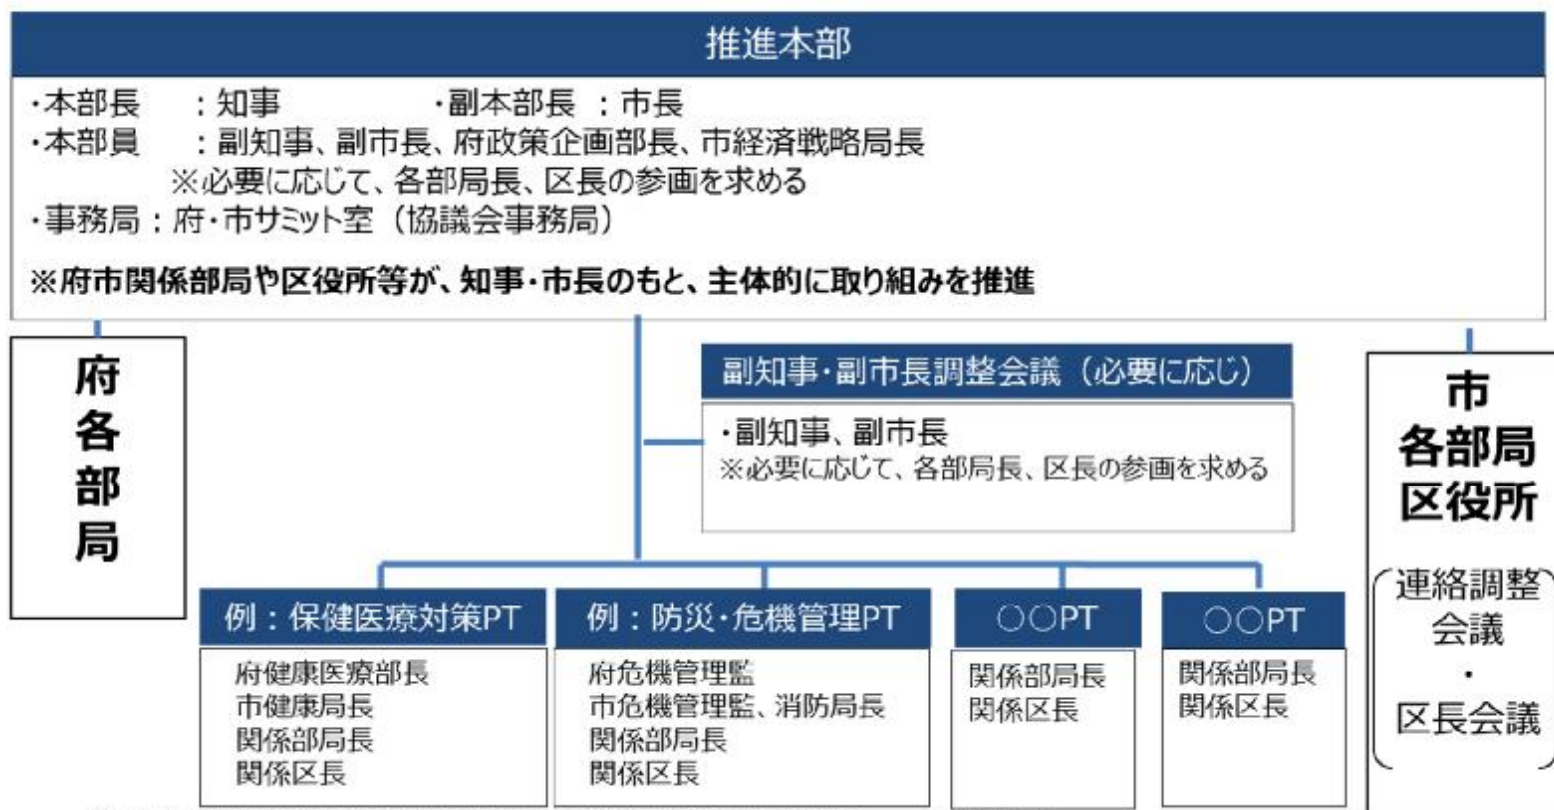 推進本部
・本部長 ：知事 ・副本部長 ：市長
・本部員 ：副知事、副市長、府政策企画部長、市経済戦略局長
※必要に応じて、各部局長、区長の参画を求める
・事務局：府・市サミット室（協議会事務局）
※府市関係部局や区役所等が、知事・市長のもと、主体的に取り組みを推進
府
各
部
局
副知事・副市長調整会議（必要に応じ）
・副知事、副市長
※必要に応じて、各部局長、区長の参画を求める
例：保健医療対策PT
府健康医療部長
市健康局長
関係部局長
関係区長
例：防災・危機管理PT
府危機管理監
市危機管理監、消防局長
関係部局長
関係区長
○○PT
関係部局長
関係区長
○○PT
関係部局長
関係区長
市
各部局
区役所
連絡調整
会議
・
区長会議